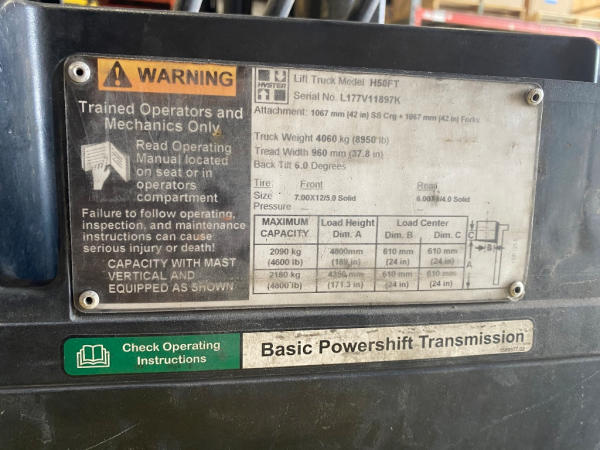 WARNING
Trained Operators and
Mechanics Only
Read Operating
Manual located
on seat or in
operators
compartment
Failure to follow operating,
inspection, and maintenance
instructions can cause
serious injury or death!
CAPACITY WITH MAST
VERTICAL AND
EQUIPPED AS SHOWN
HYSTER
Lift Truck Model H50FT
Serial No. L177V11897K
Attachment: 1067 mm (42 in) SS Crg + 1067 mm (42 in) Forks
Truck Weight 4060 kg (8950 lb)
Tread Width 960 mm (37.8 in)
Back Tilt 6.0 Degrees
Tire: Front Rear
Size 7.00X12/5.0 Solid 6.00X9/4.0 Solid
Pressure — —
MAXIMUM CAPACITY Load Height Dim. A Load Center Dim. B Dim. C
2090 kg 4800mm 610 mm 610 mm
(4600 lb) (189 in) (24 in) (24 in)
2180 kg 4350 mm 610 mm 610 mm
(4800 lb) (171.3 in) (24 in) (24 in)
C
B
A
Check Operating
Instructions
Basic Powershift Transmission